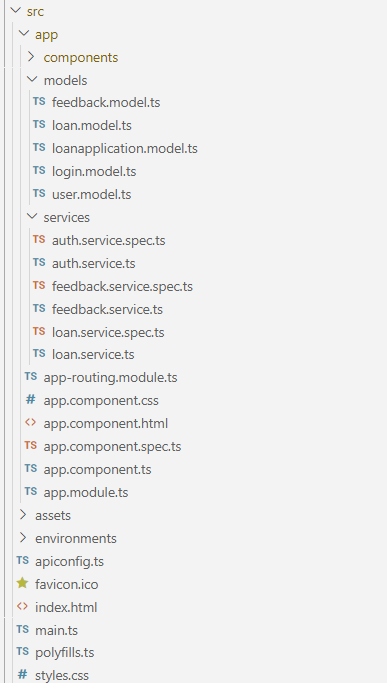 src
app
components
models
TS feedback.model.ts
TS loan.model.ts
TS loanapplication.model.ts
TS login.model.ts
TS user.model.ts
services
TS auth.service.spec.ts
TS auth.service.ts
TS feedback.service.spec.ts
TS feedback.service.ts
TS loan.service.spec.ts
TS loan.service.ts
TS app-routing.module.ts
# app.component.css
<> app.component.html
TS app.component.spec.ts
TS app.component.ts
TS app.module.ts
assets
environments
TS apiconfig.ts
favicon.ico
<> index.html
TS main.ts
TS polyfills.ts
# styles.css